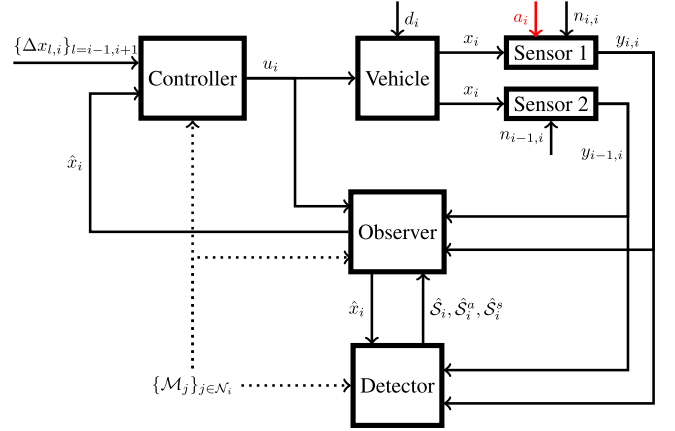 d_i
a_i
n_{i,i}
{Δx_{l,i}}_{l=i−1,i+1}
Controller
u_i
Vehicle
x_i
Sensor 1
y_{i,i}
x_i
Sensor 2
n_{i−1,i}
y_{i−1,i}
x̂_i
Observer
x̂_i
Ŝ_i, Ŝ_i^a, Ŝ_i^s
{M_j}_{j∈N_i}
Detector